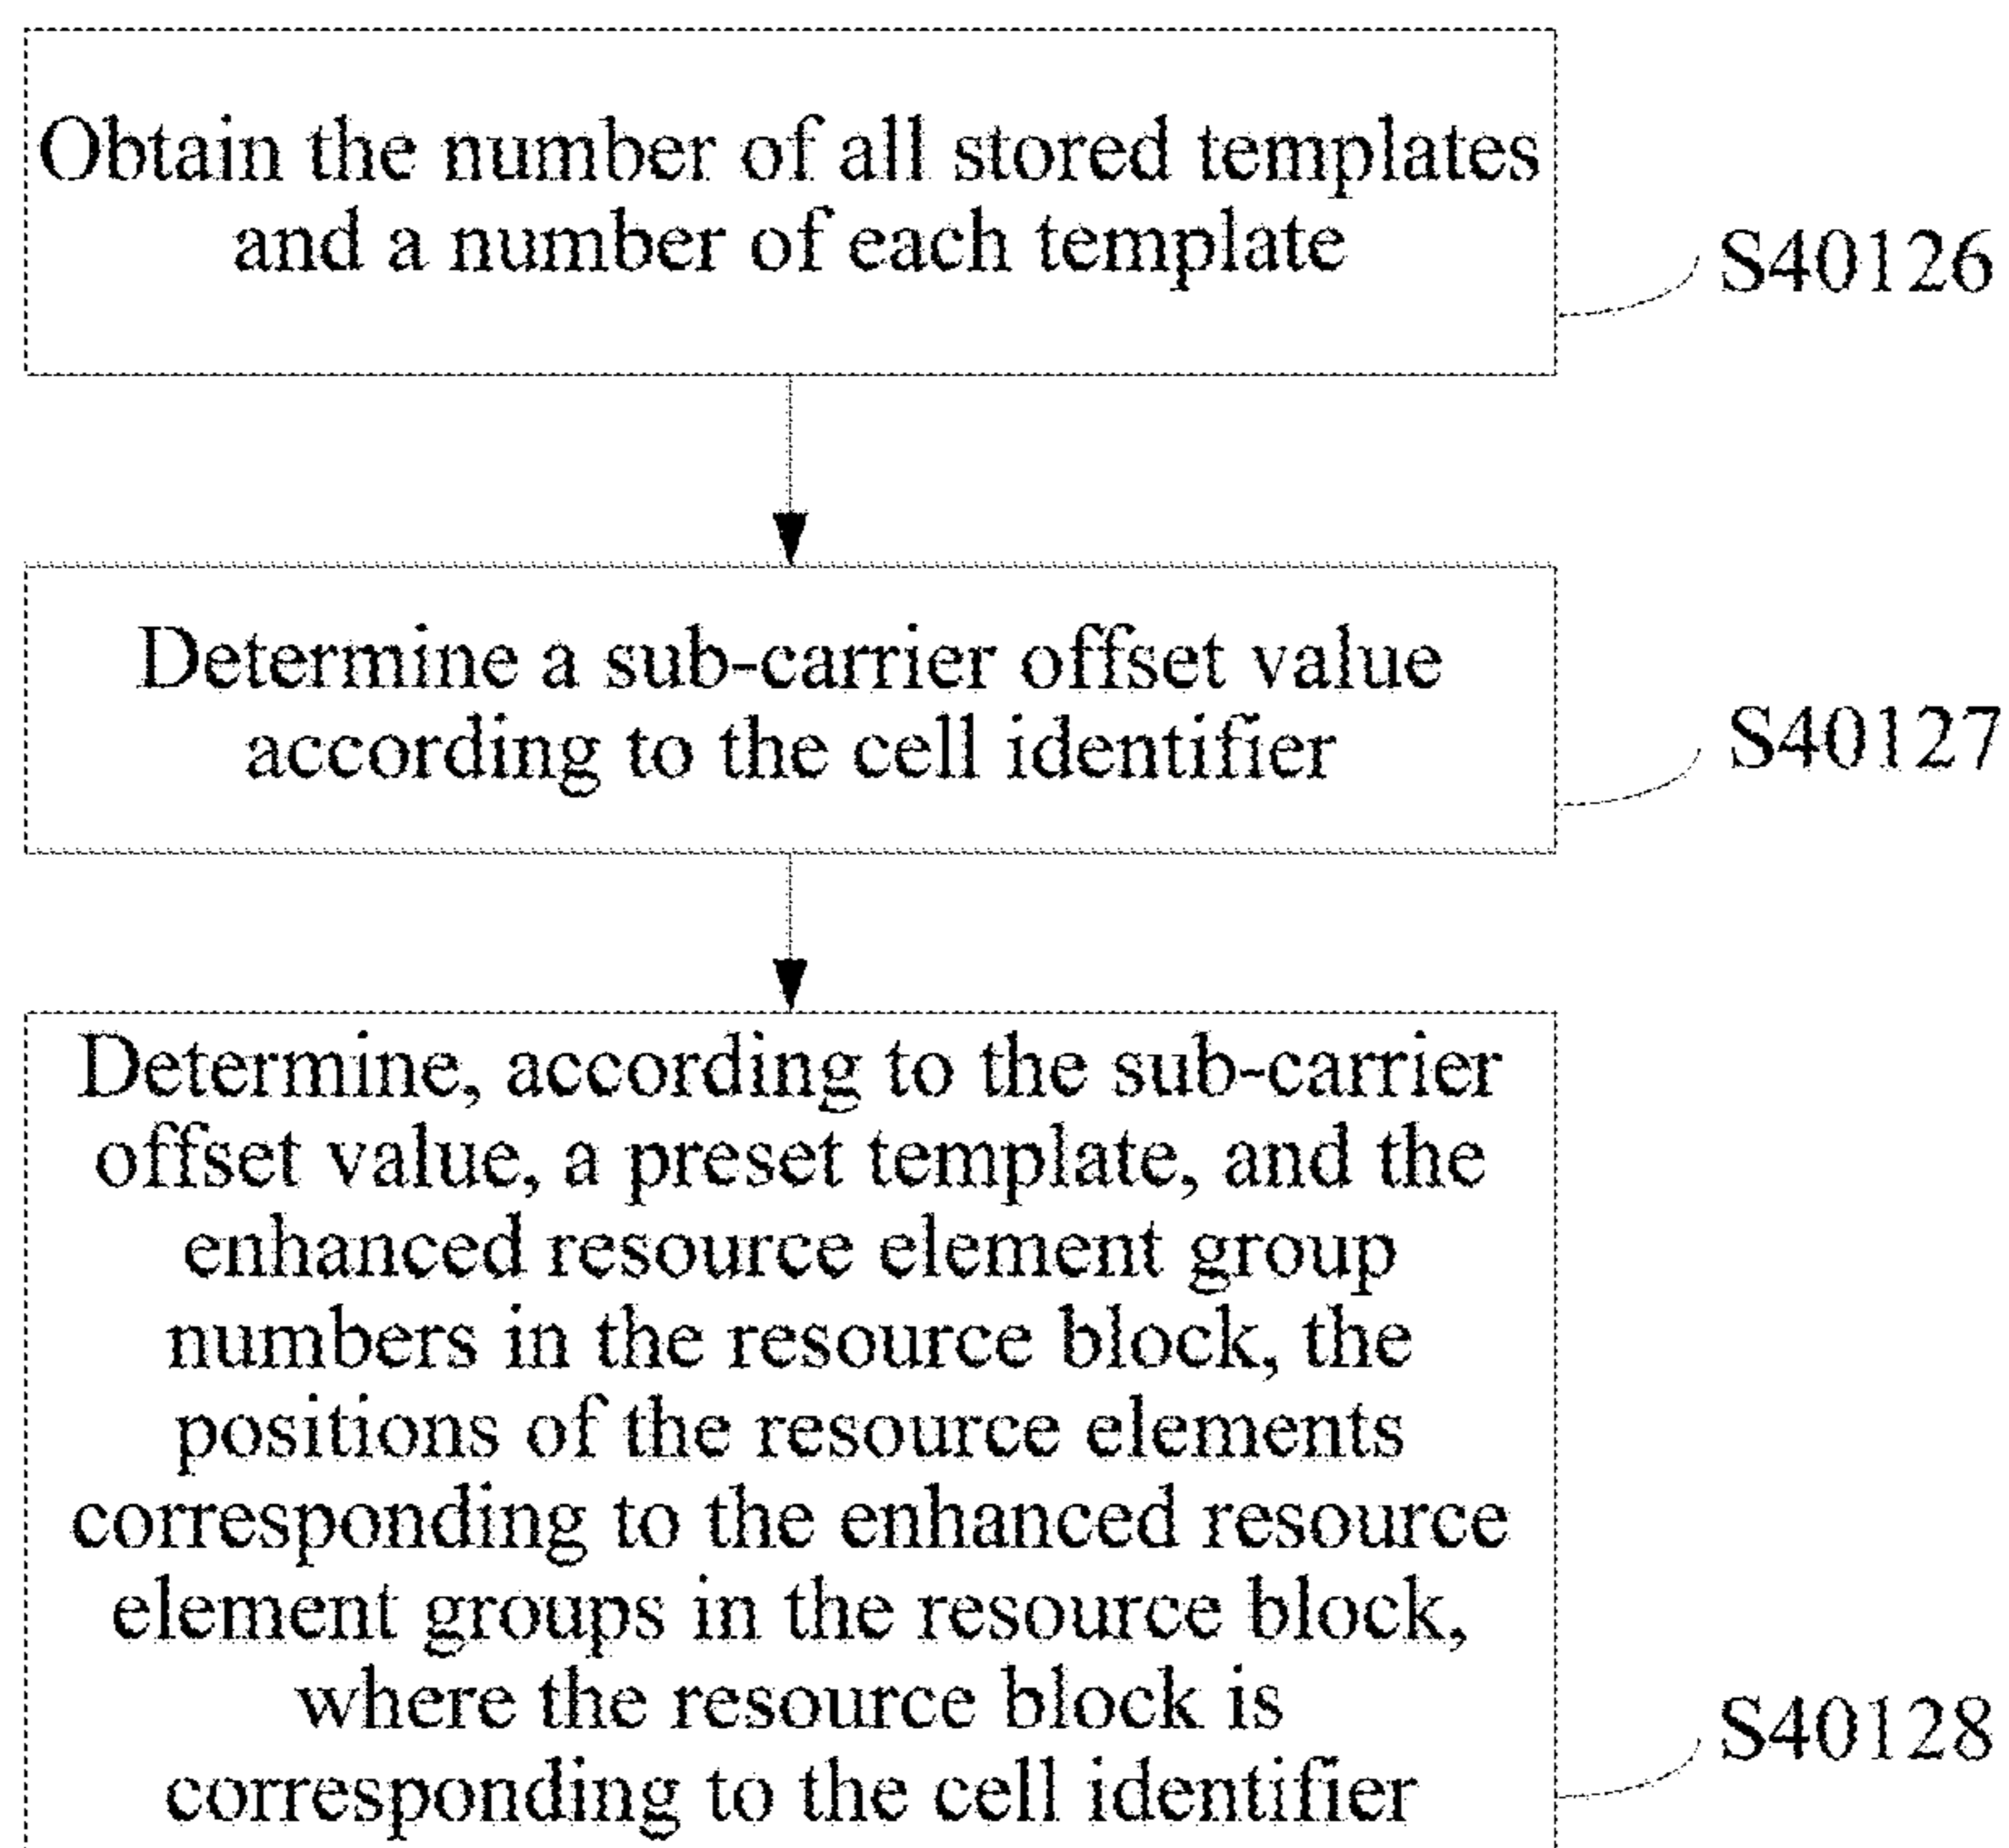 Obtain the number of all stored templates
and a number of each template
S40126
Determine a sub-carrier offset value
according to the cell identifier
S40127
Determine, according to the sub-carrier
offset value, a preset template, and the
enhanced resource element group
numbers in the resource block, the
positions of the resource elements
corresponding to the enhanced resource
element groups in the resource block,
where the resource block is
corresponding to the cell identifier
S40128